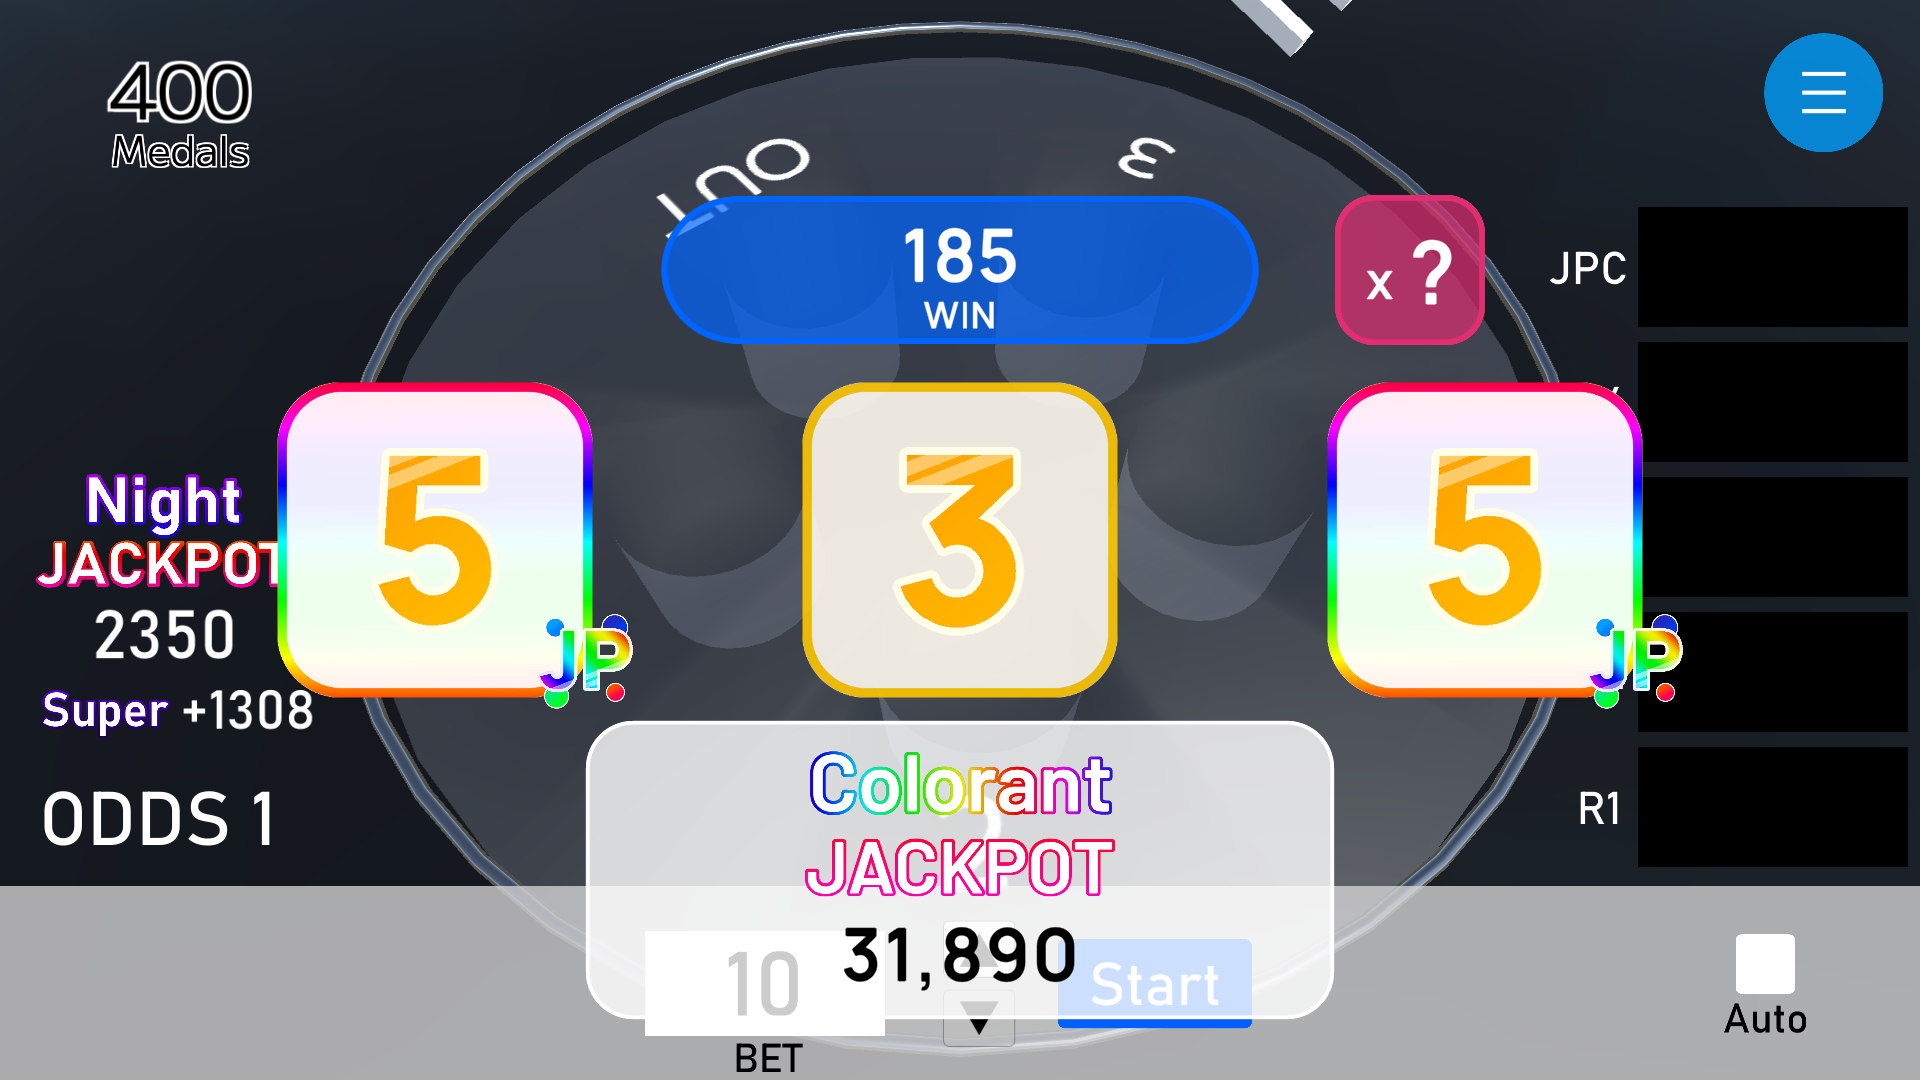 400
Medals
OUT
3
185
WIN
x ?
JPC
5
JP
3
5
JP
Night
JACKPOT
2350
Super +1308
ODDS 1
R1
Colorant
JACKPOT
31,890
10
Start
BET
Auto